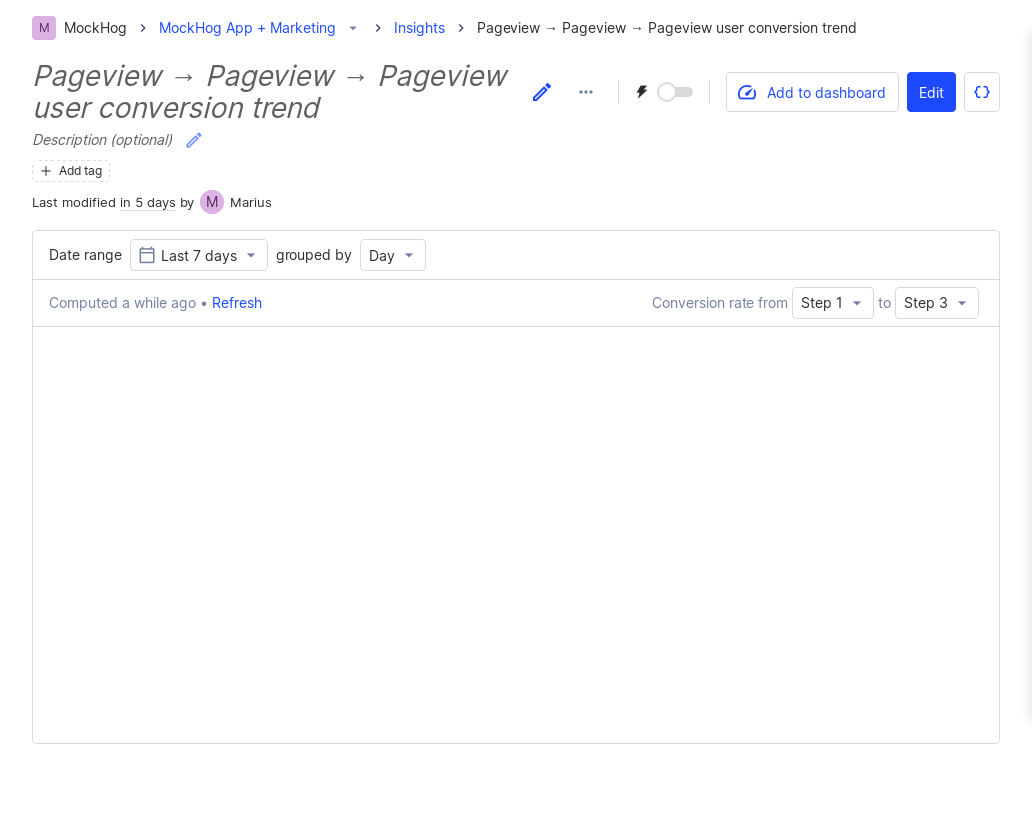 M MockHog > MockHog App + Marketing > Insights > Pageview → Pageview → Pageview user conversion trend
Pageview → Pageview → Pageview
user conversion trend
Add to dashboard
Edit
Description (optional)
Add tag
Last modified in 5 days by M Marius
Date range Last 7 days grouped by Day
Computed a while ago • Refresh
Conversion rate from Step 1 to Step 3